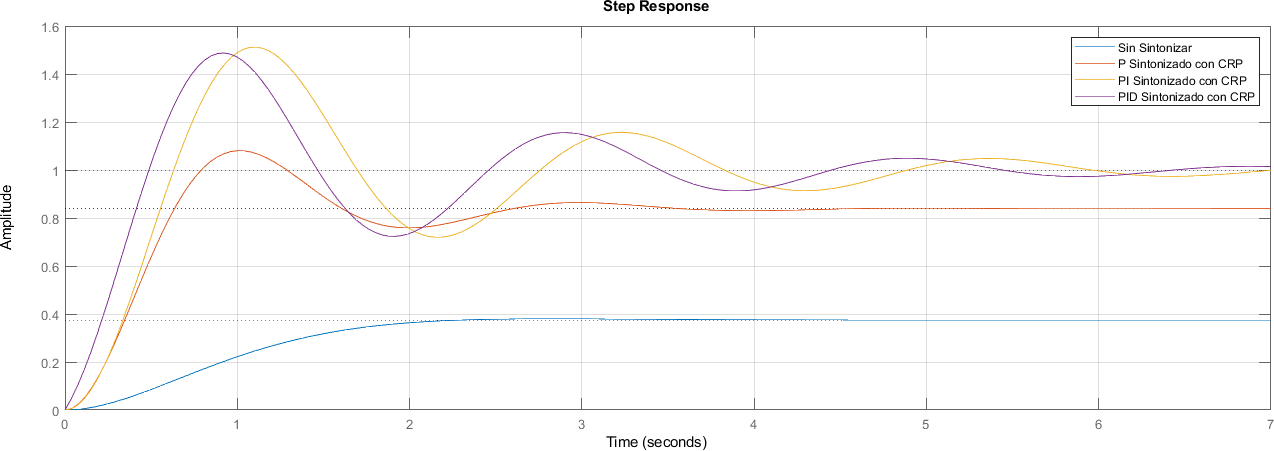 Step Response
1.6
1.4
1.2
1
0.8
0.6
0.4
0.2
0
Amplitude
Sin Sintonizar
P Sintonizado con CRP
PI Sintonizado con CRP
PID Sintonizado con CRP
0 1 2 3 4 5 6 7
Time (seconds)